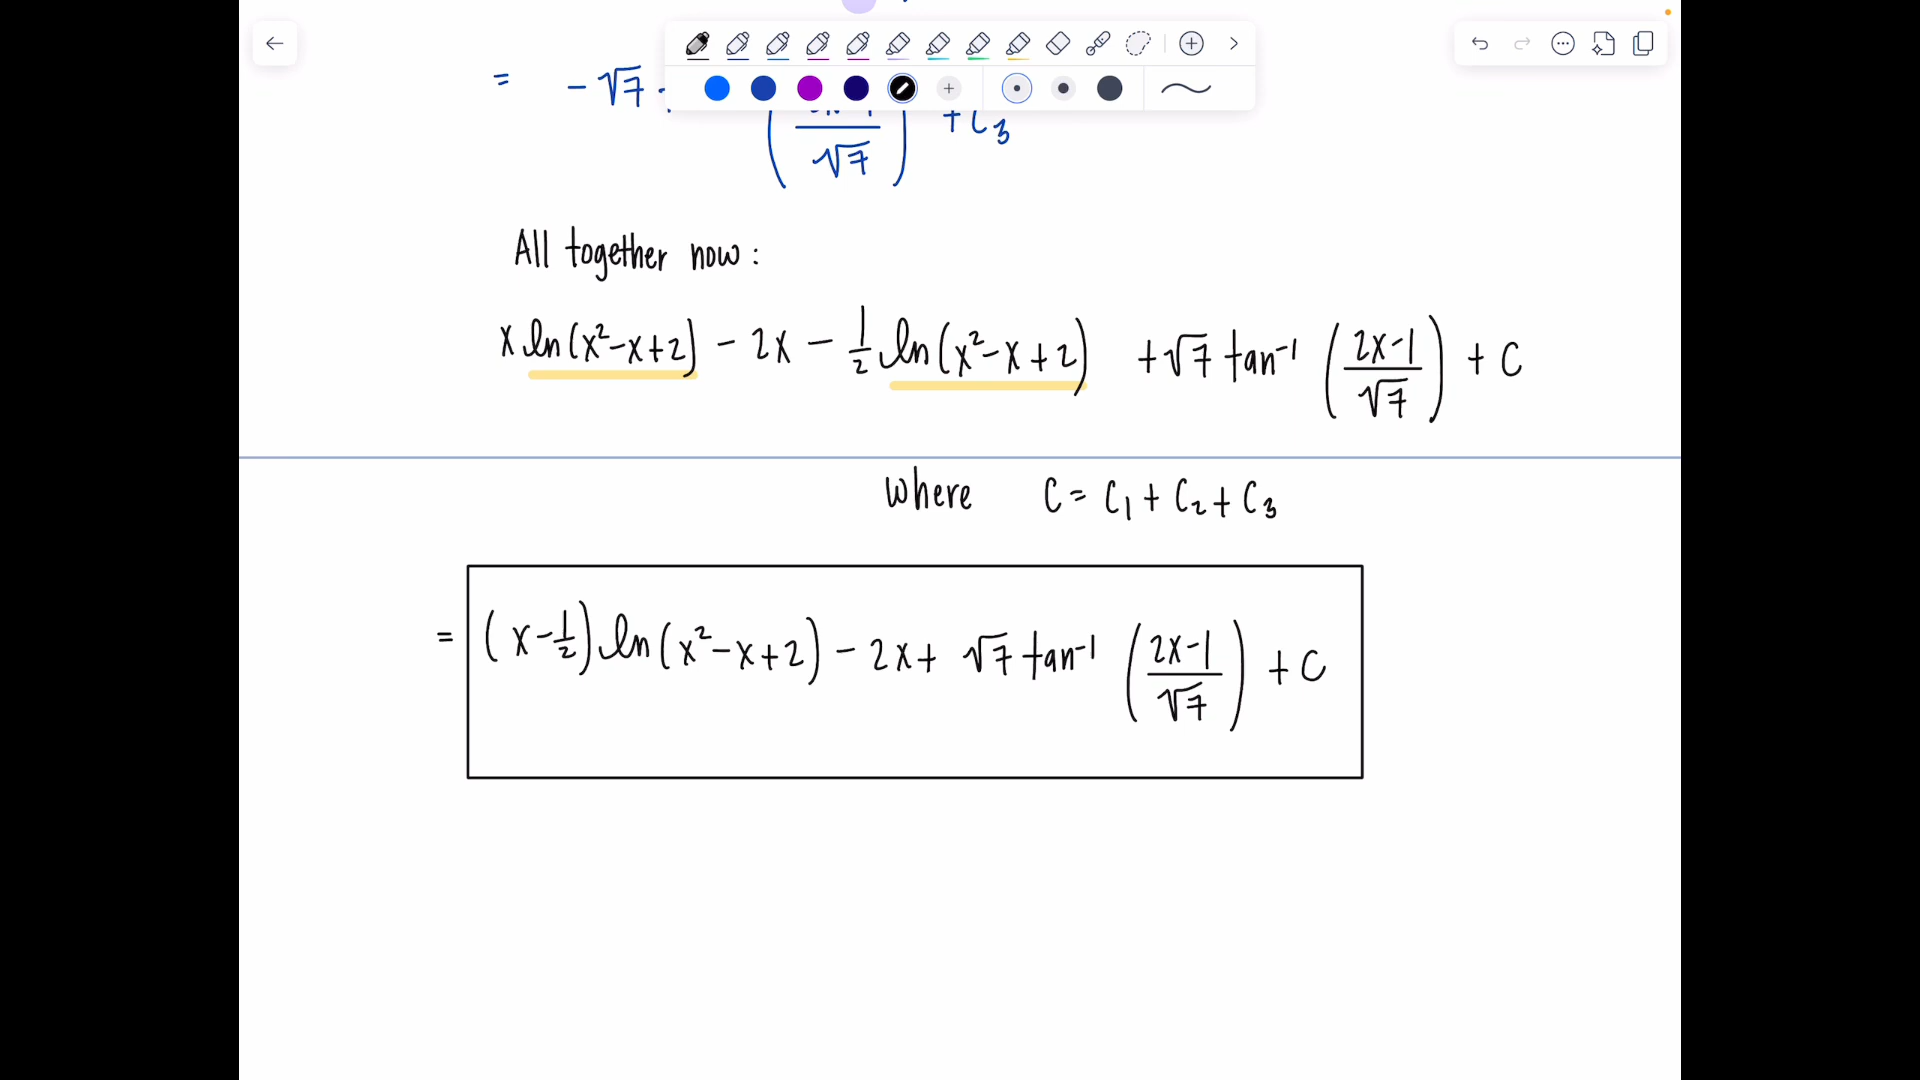 = - √7
(   / √7) + C₃
All together now:
x ln(x²-x+2) - 2x - 1/2 ln(x²-x+2) + √7 tan⁻¹ ((2x-1)/√7) + C
where C = C₁ + C₂ + C₃
= (x - 1/2) ln(x²-x+2) - 2x + √7 tan⁻¹ ((2x-1)/√7) + C